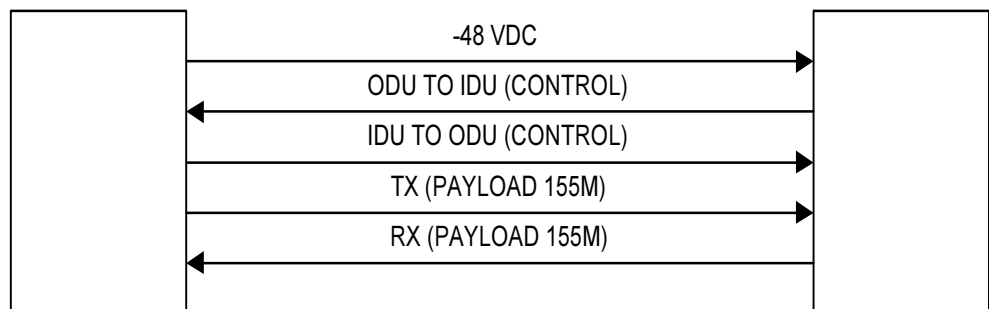 -48 VDC
ODU TO IDU (CONTROL)
IDU TO ODU (CONTROL)
TX (PAYLOAD 155M)
RX (PAYLOAD 155M)